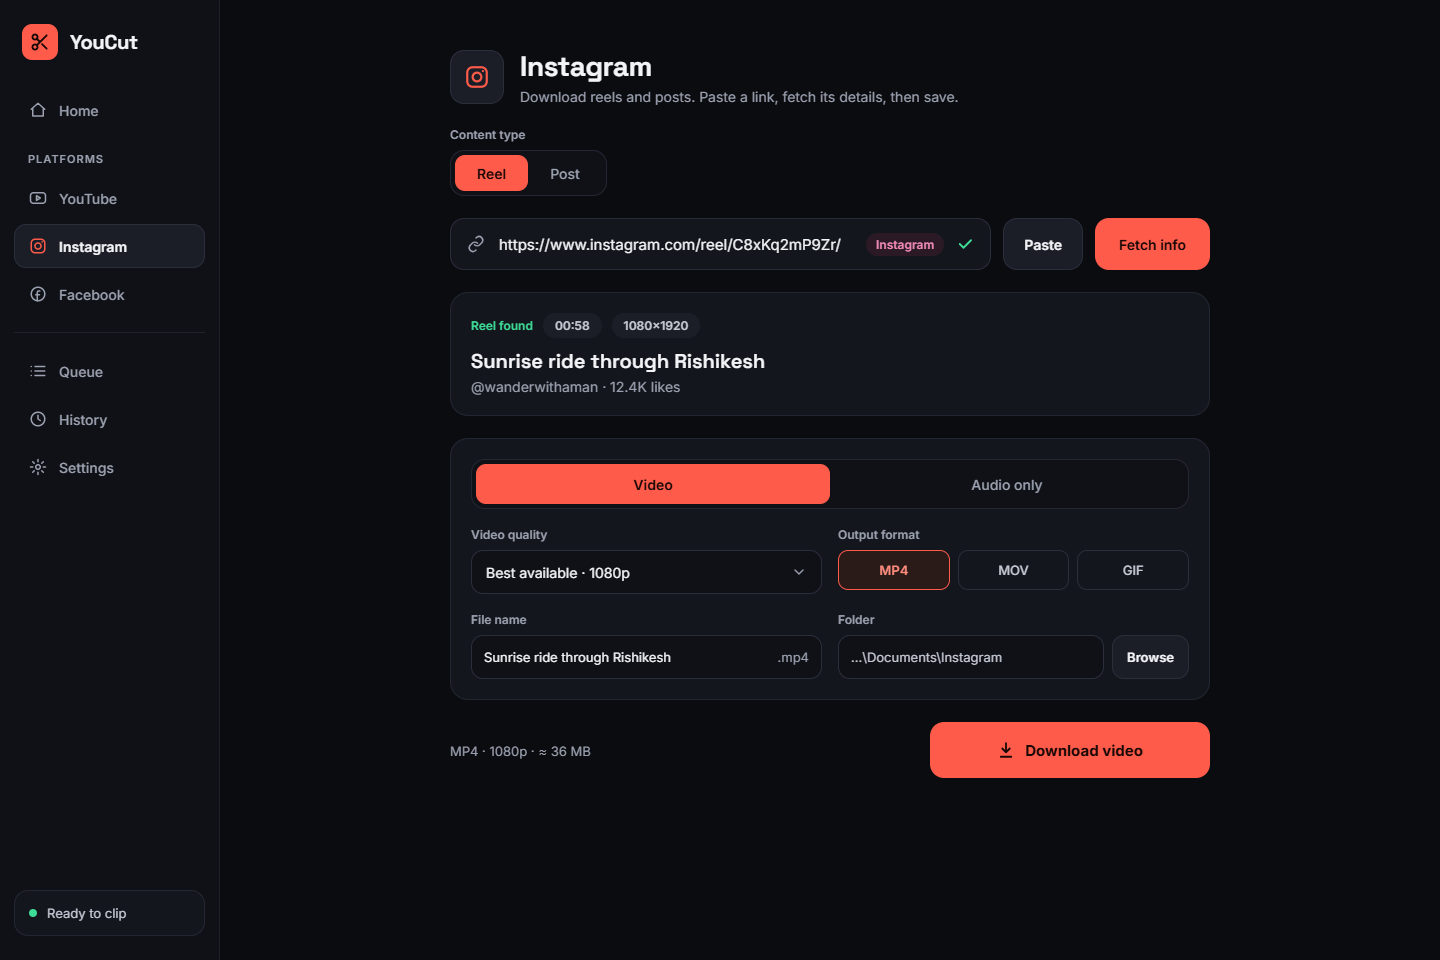 YouCut
Home
PLATFORMS
YouTube
Instagram
Facebook
Queue
History
Settings
Ready to clip
Instagram
Download reels and posts. Paste a link, fetch its details, then save.
Content type
Reel Post
https://www.instagram.com/reel/C8xKq2mP9Zr/ Instagram Paste Fetch info
Reel found 00:58 1080×1920
Sunrise ride through Rishikesh
@wanderwithaman · 12.4K likes
Video Audio only
Video quality Output format
Best available · 1080p MP4 MOV GIF
File name Folder
Sunrise ride through Rishikesh .mp4 ...\Documents\Instagram Browse
MP4 · 1080p · ≈ 36 MB Download video